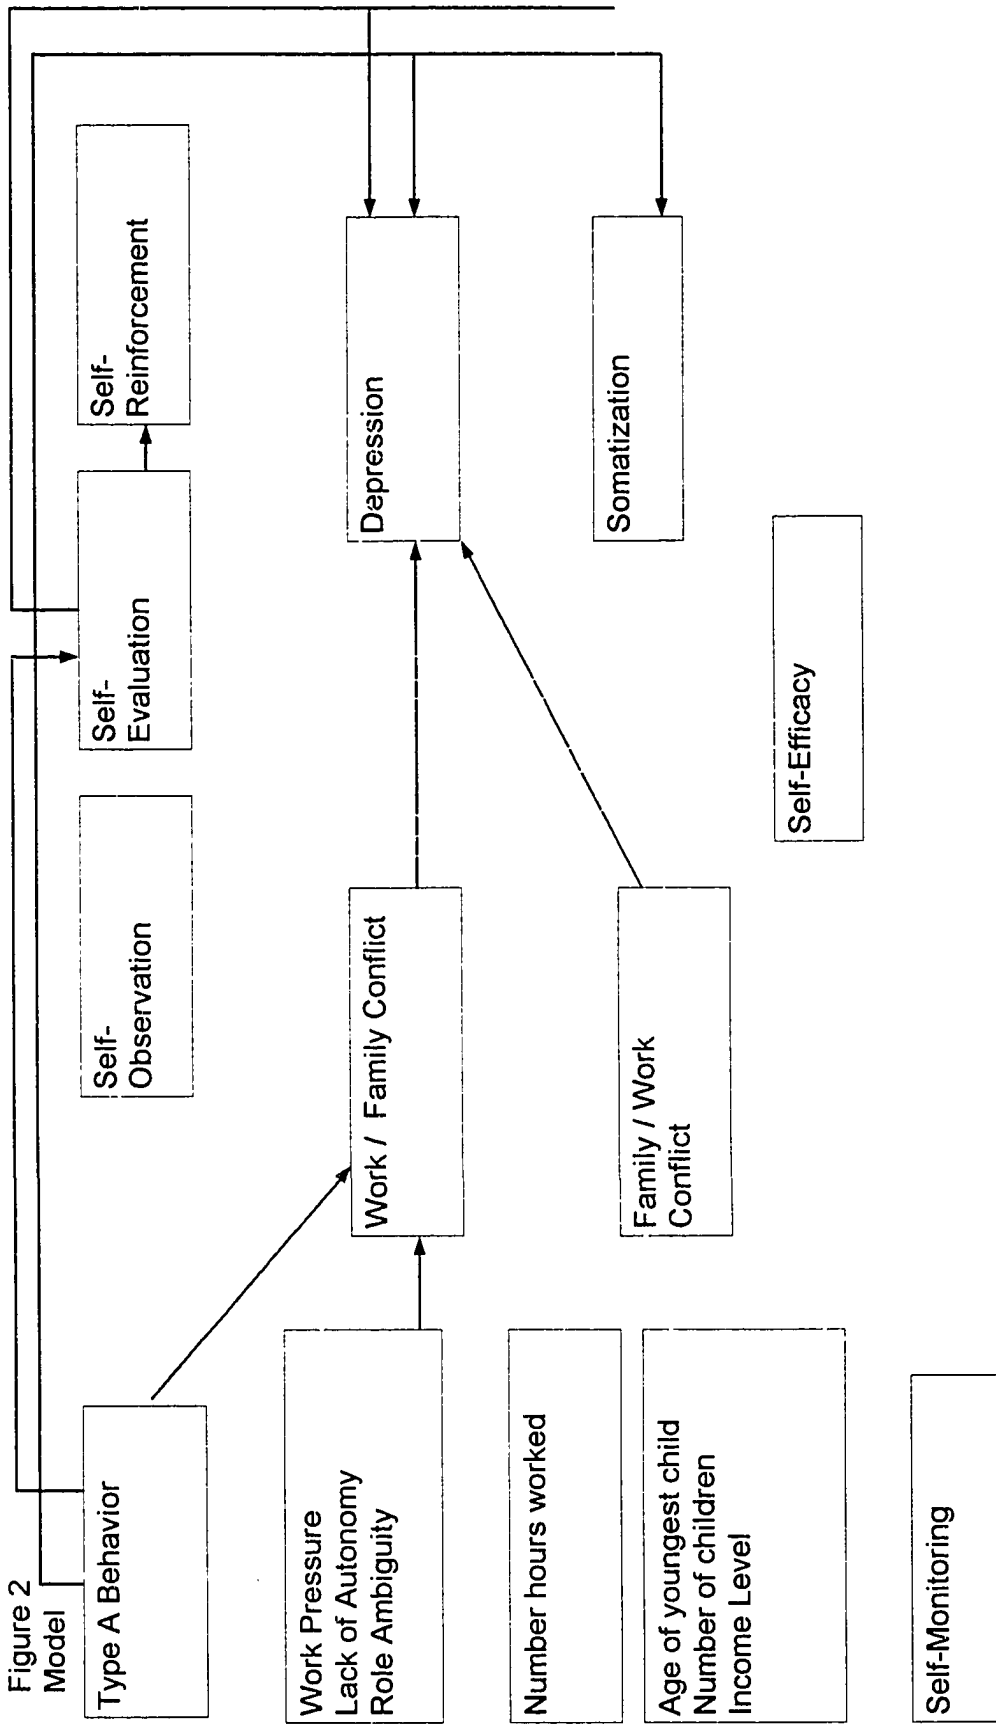 Figure 2
Model
Type A Behavior
Self-
Observation
Self-
Evaluation
Self-
Reinforcement
Work Pressure
Lack of Autonomy
Role Ambiguity
Work / Family Conflict
Depression
Number hours worked
Family / Work
Conflict
Somatization
Age of youngest child
Number of children
Income Level
Self-Efficacy
Self-Monitoring